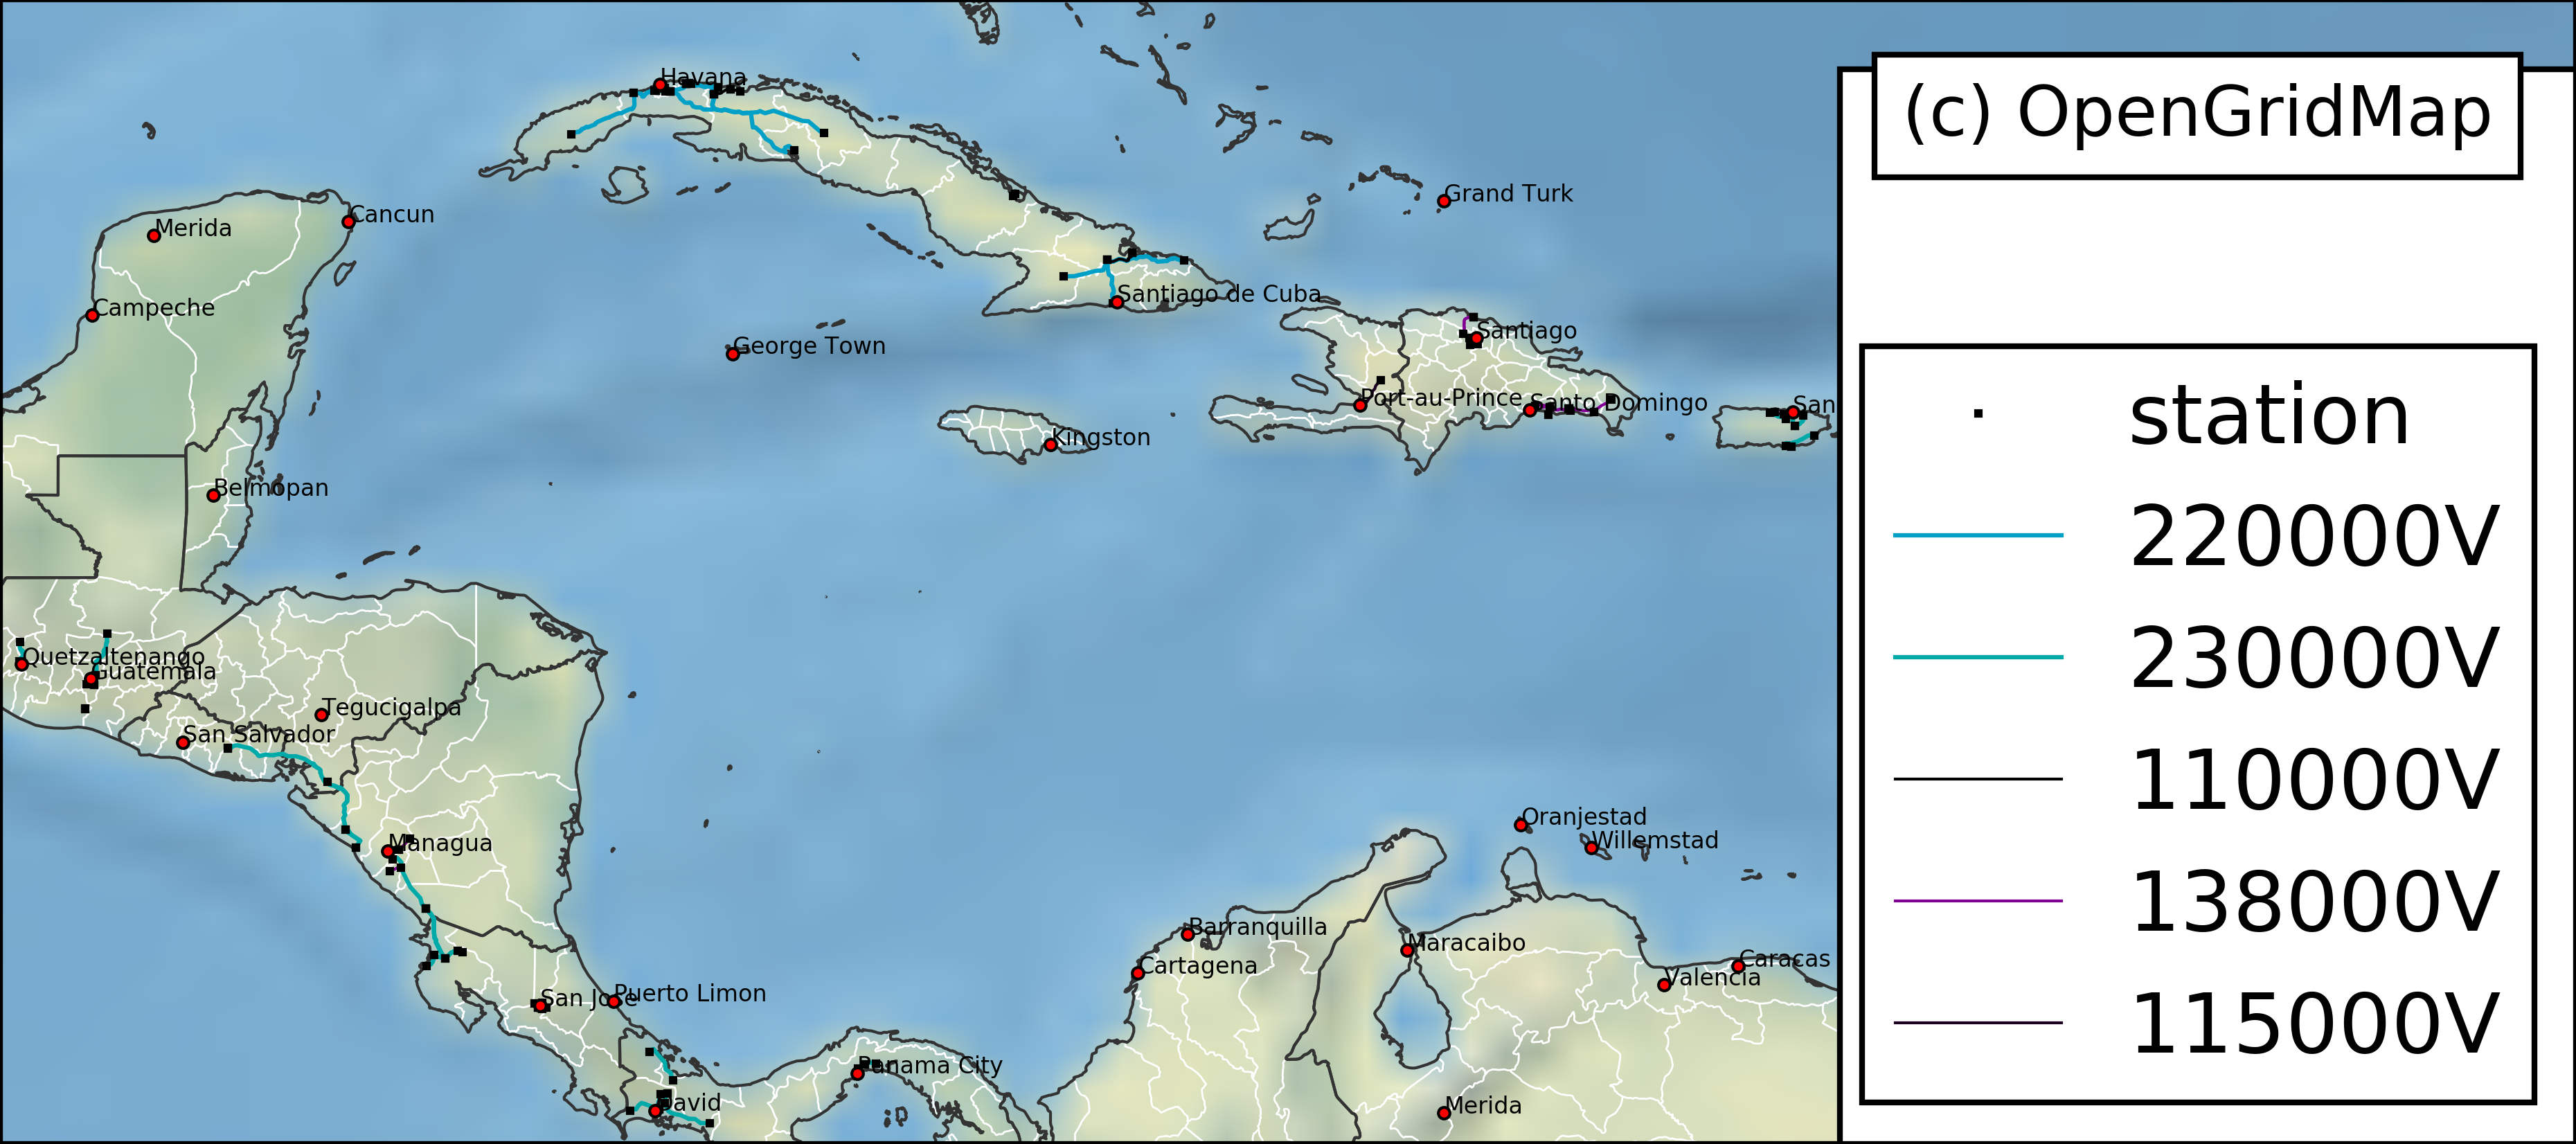 Havana
(c) OpenGridMap
Grand Turk
Merida
Cancun
Campeche
Santiago de Cuba
George Town
Santiago
Port-au-Prince
Santo Domingo
San
Kingston
Belmopan
Quetzaltenango
Guatemala
Tegucigalpa
San Salvador
Managua
Oranjestad
Willemstad
Barranquilla
Maracaibo
Cartagena
Caracas
Valencia
San Jose
Puerto Limon
Panama City
David
Merida
station
220000V
230000V
110000V
138000V
115000V